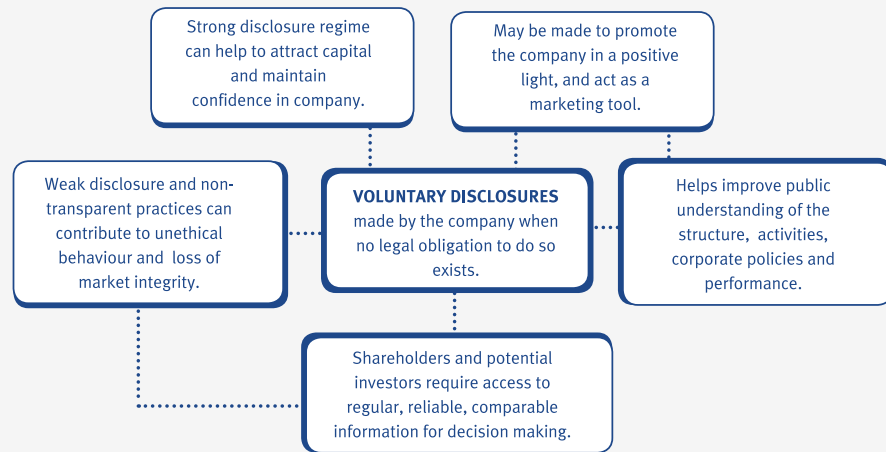 Strong disclosure regime
can help to attract capital
and maintain
confidence in company.
May be made to promote
the company in a positive
light, and act as a
marketing tool.
Weak disclosure and non-
transparent practices can
contribute to unethical
behaviour and loss of
market integrity.
VOLUNTARY DISCLOSURES
made by the company when
no legal obligation to do so
exists.
Helps improve public
understanding of the
structure, activities,
corporate policies and
performance.
Shareholders and potential
investors require access to
regular, reliable, comparable
information for decision making.